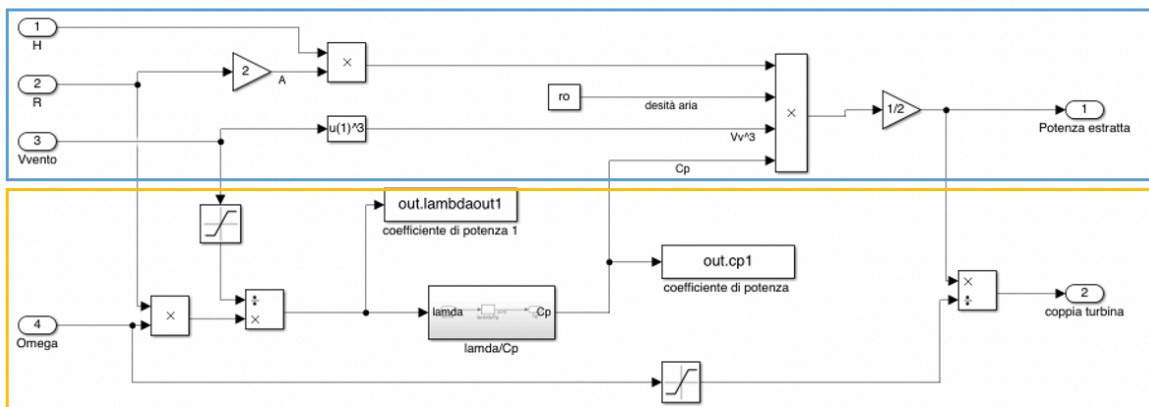 1
H
2
R
2
A
×
3
Vvento
u(1)^3
ro
desità aria
Vv^3
Cp
×
1/2
1
Potenza estratta
out.lambdaout1
coefficiente di potenza 1
out.cp1
coefficiente di potenza
4
Omega
×
÷
×
lamda
Cp
lamda/Cp
×
÷
2
coppia turbina